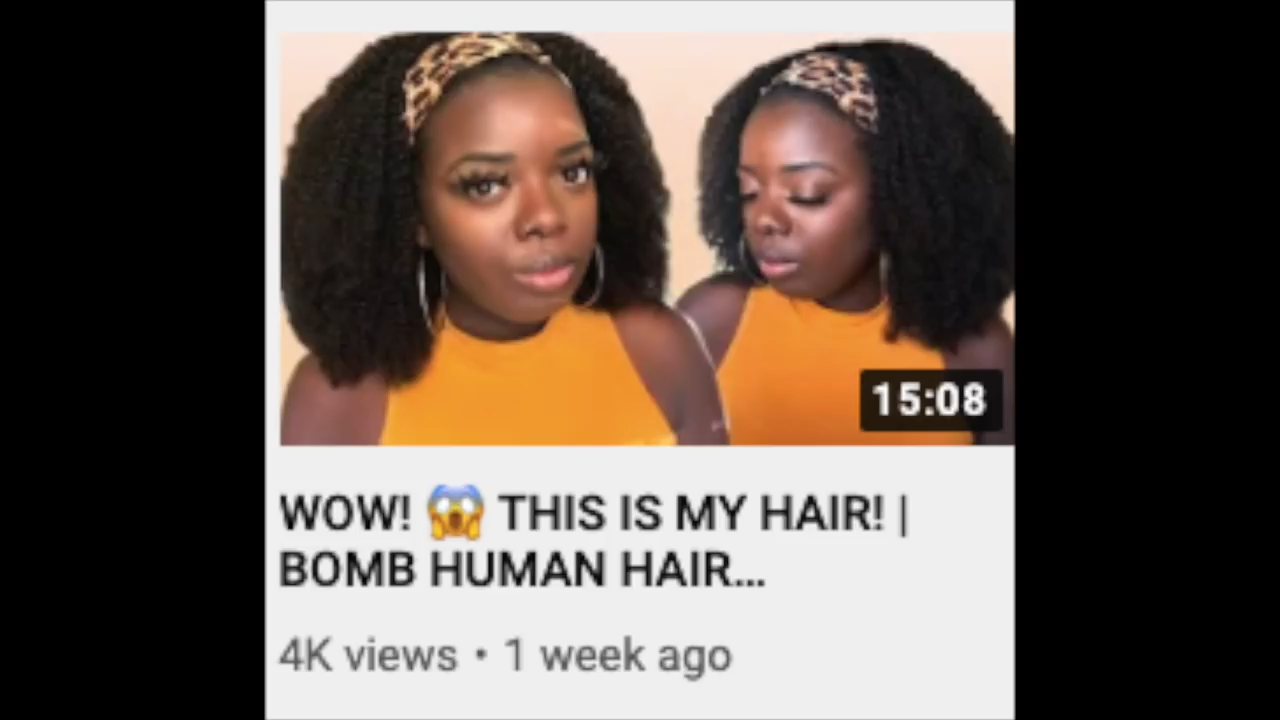 15:08
WOW! 😱 THIS IS MY HAIR! |
BOMB HUMAN HAIR...
4K views • 1 week ago